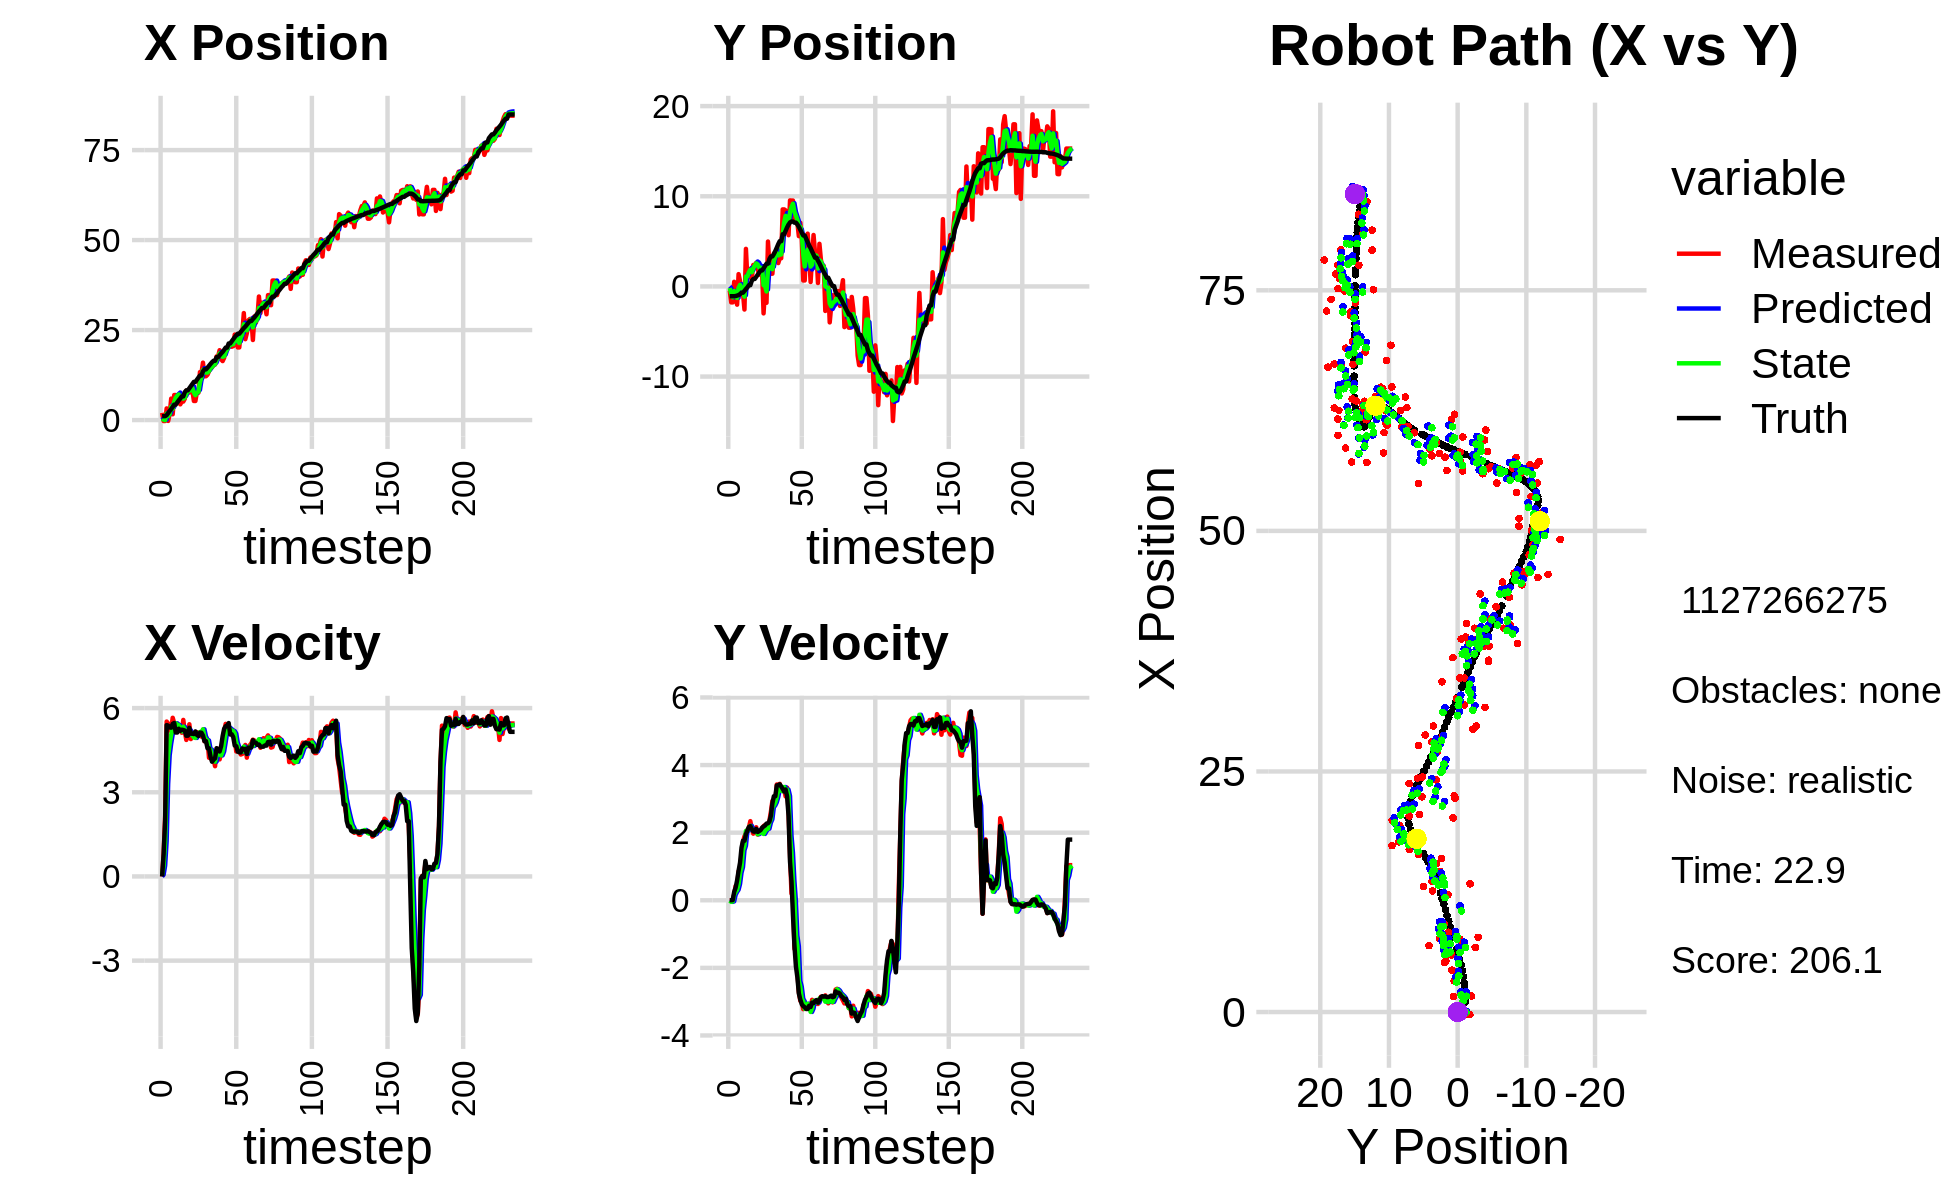 X Position
75
50
25
0
0
50
100
150
200
timestep
Y Position
20
10
0
-10
0
50
100
150
200
timestep
X Velocity
6
3
0
-3
0
50
100
150
200
timestep
Y Velocity
6
4
2
0
-2
-4
0
50
100
150
200
timestep
Robot Path (X vs Y)
X Position
75
50
25
0
20 10 0 -10 -20
Y Position
variable
Measured
Predicted
State
Truth
1127266275
Obstacles: none
Noise: realistic
Time: 22.9
Score: 206.1